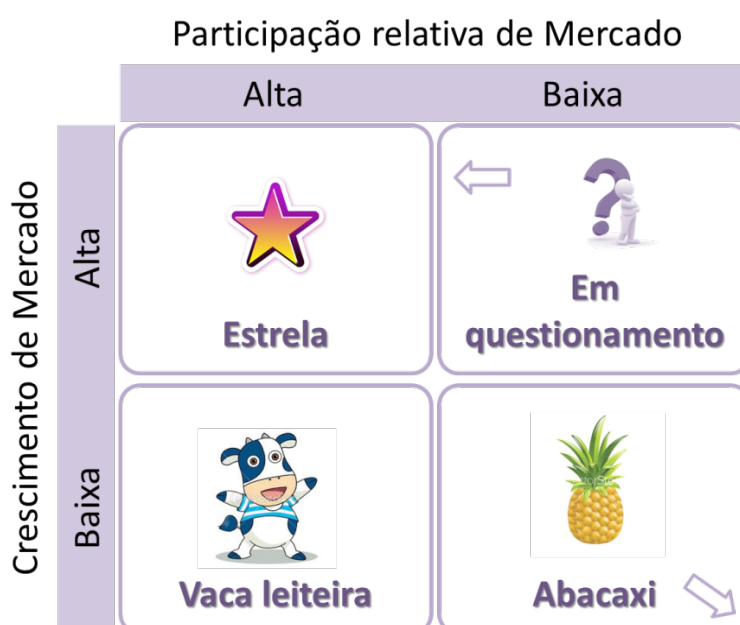 Participação relativa de Mercado
Alta
Baixa
Crescimento de Mercado
Alta
Estrela
?
Em
questionamento
Baixa
Vaca leiteira
Abacaxi